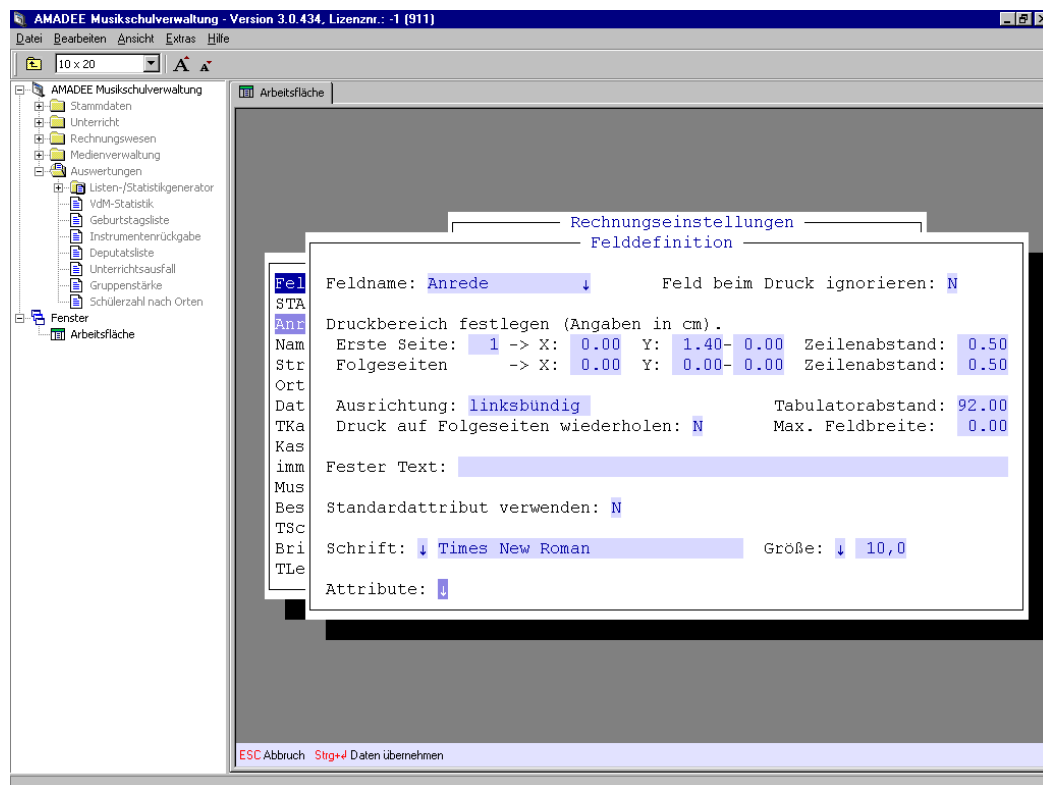 AMADEE Musikschulverwaltung - Version 3.0.434, Lizenznr.: -1 (911)
Datei Bearbeiten Ansicht Extras Hilfe
10 x 20 A A
AMADEE Musikschulverwaltung
Stammdaten
Unterricht
Rechnungswesen
Medienverwaltung
Auswertungen
Listen-/Statistikgenerator
VdM-Statistik
Geburtstagsliste
Instrumentenrückgabe
Deputatsliste
Unterrichtsausfall
Gruppenstärke
Schülerzahl nach Orten
Fenster
Arbeitsfläche
Arbeitsfläche
Rechnungseinstellungen
Felddefinition
Fel
STA
Anr
Nam
Str
Ort
Dat
TKa
Kas
imm
Mus
Bes
TSc
Bri
TLe
Feldname: Anrede ↓ Feld beim Druck ignorieren: N
Druckbereich festlegen (Angaben in cm).
Erste Seite: 1 -> X: 0.00 Y: 1.40- 0.00 Zeilenabstand: 0.50
Folgeseiten -> X: 0.00 Y: 0.00- 0.00 Zeilenabstand: 0.50
Ausrichtung: linksbündig Tabulatorabstand: 92.00
Druck auf Folgeseiten wiederholen: N Max. Feldbreite: 0.00
Fester Text:
Standardattribut verwenden: N
Schrift: ↓ Times New Roman Größe: ↓ 10,0
Attribute: ↓
ESC Abbruch Strg+↲ Daten übernehmen